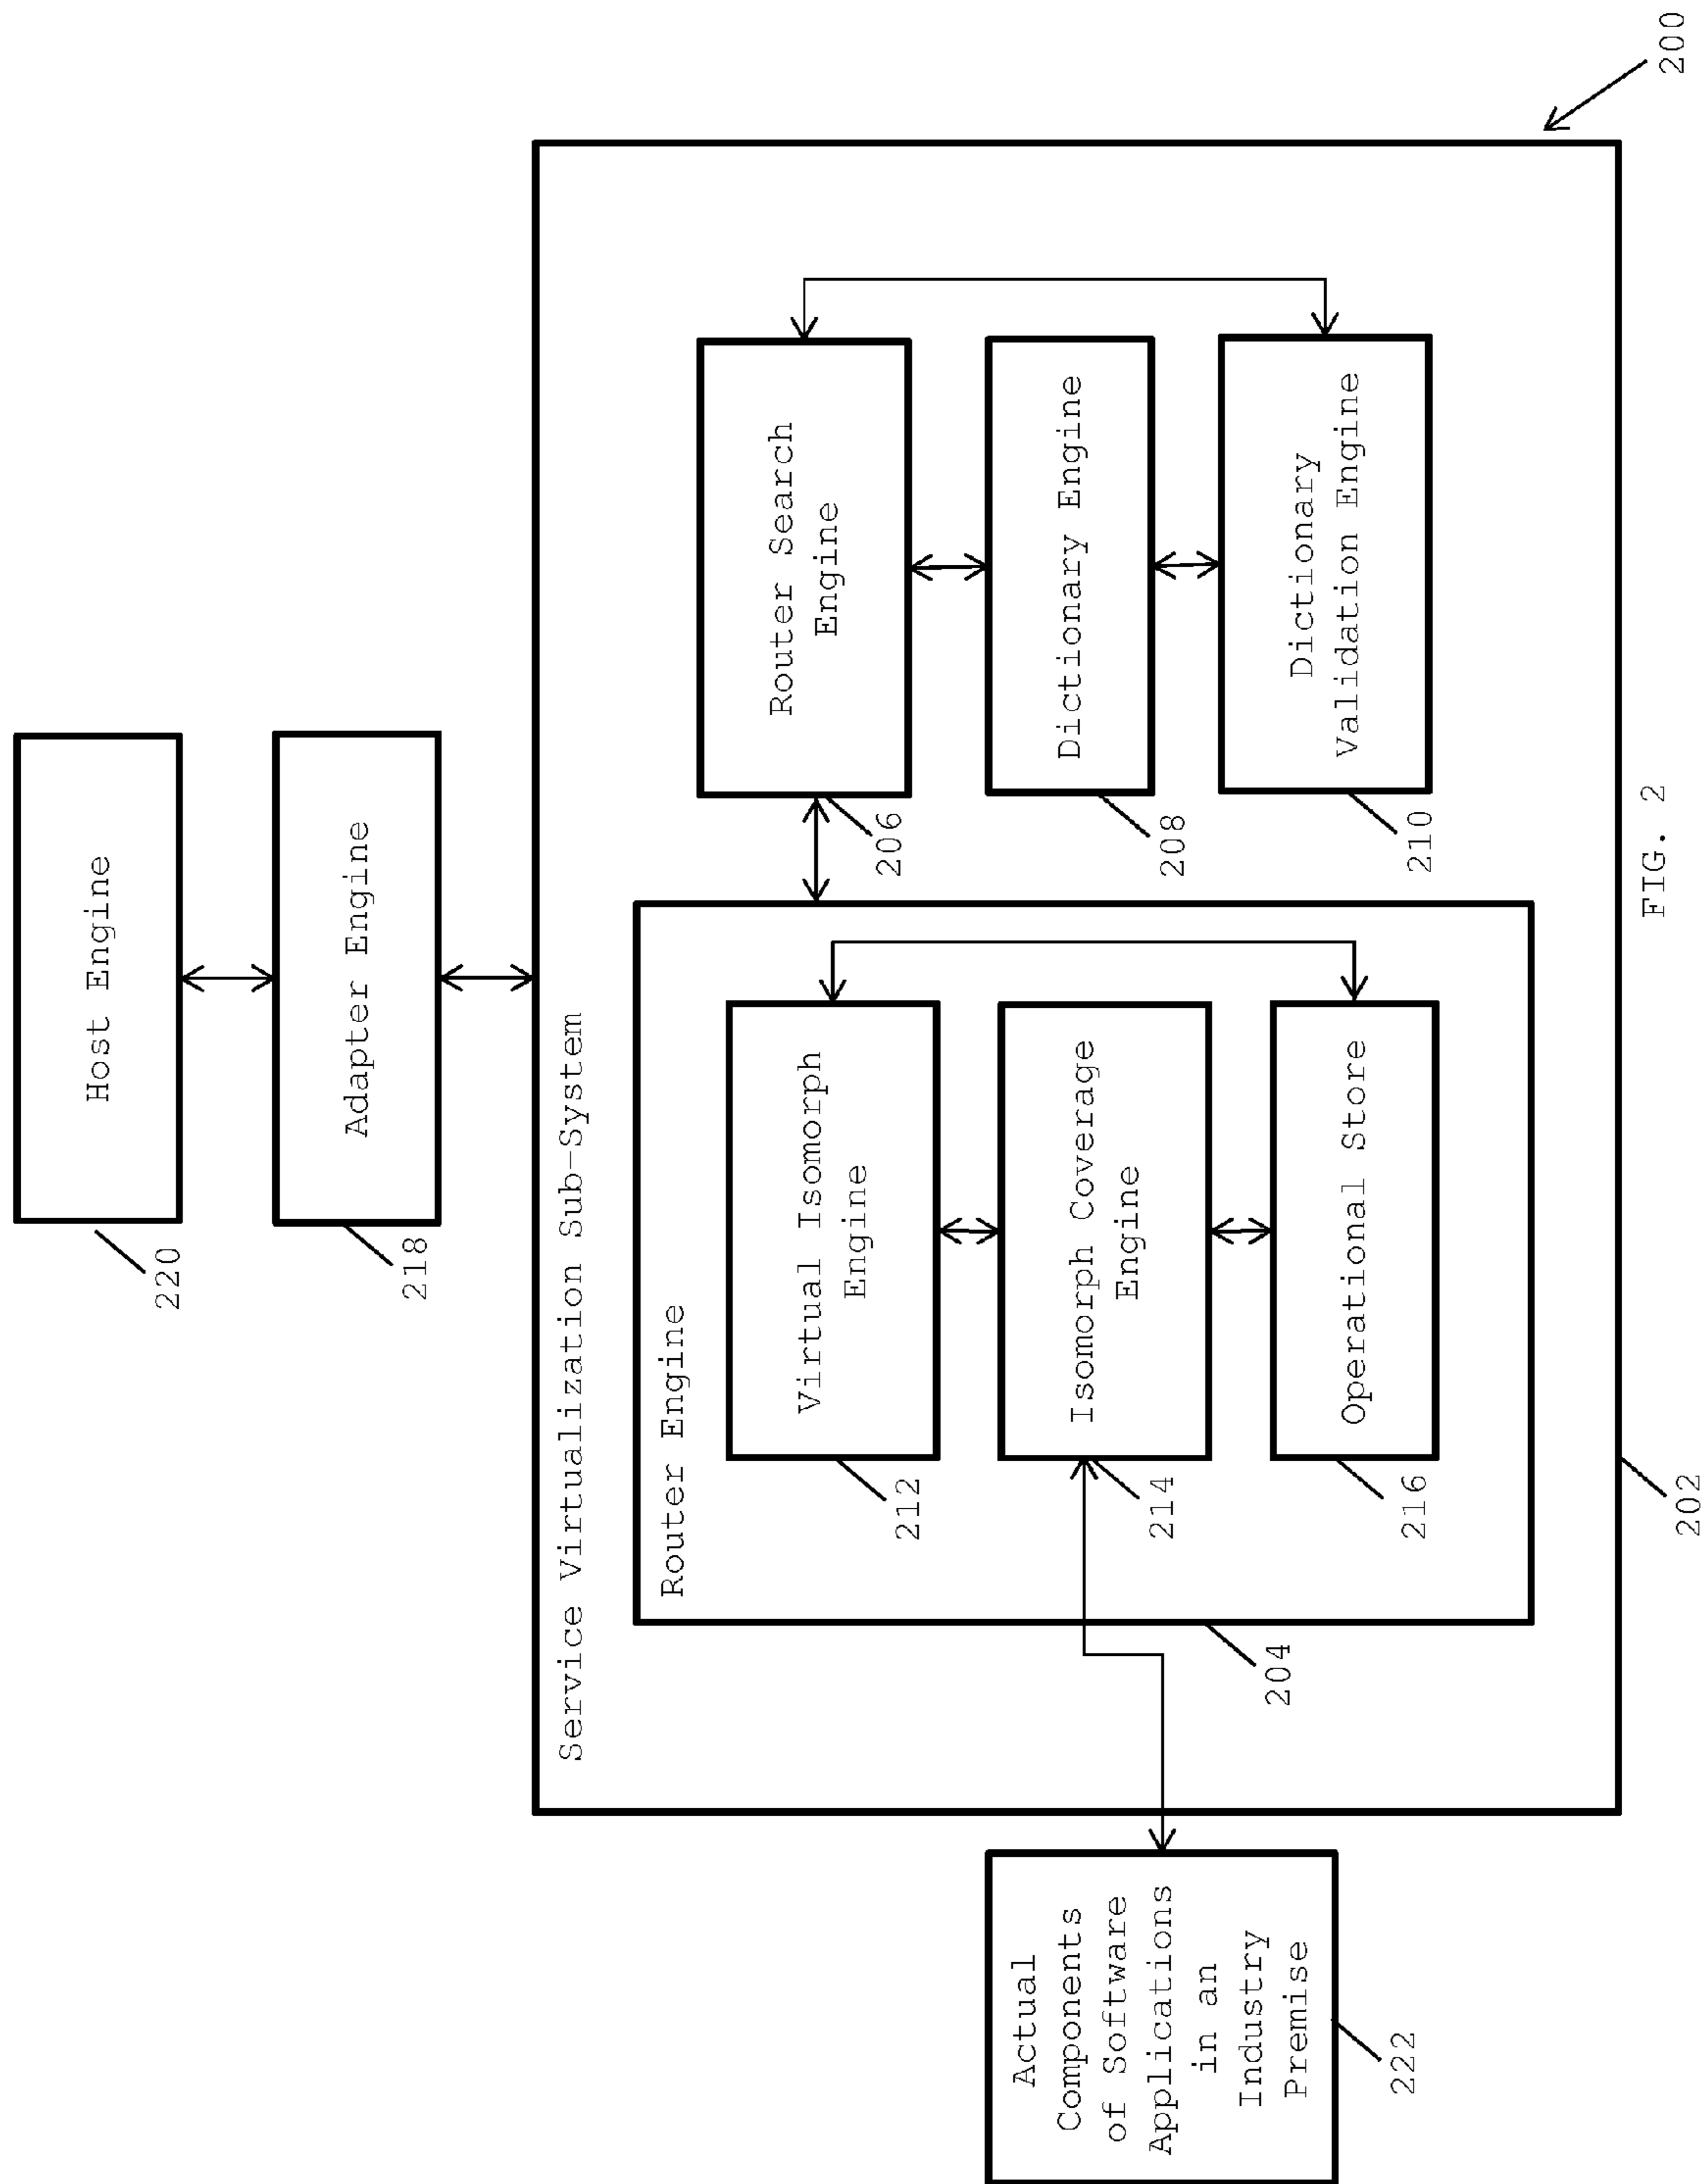 Host Engine
220
Adapter Engine
218
Service Virtualization Sub-System
Router Engine
Virtual Isomorph
Engine
212
Isomorph Coverage
Engine
214
Operational Store
216
204
Router Search
Engine
206
Dictionary Engine
208
Dictionary
Validation Engine
210
Actual
Components
of Software
Applications
in an
Industry
Premise
222
202
200
FIG. 2